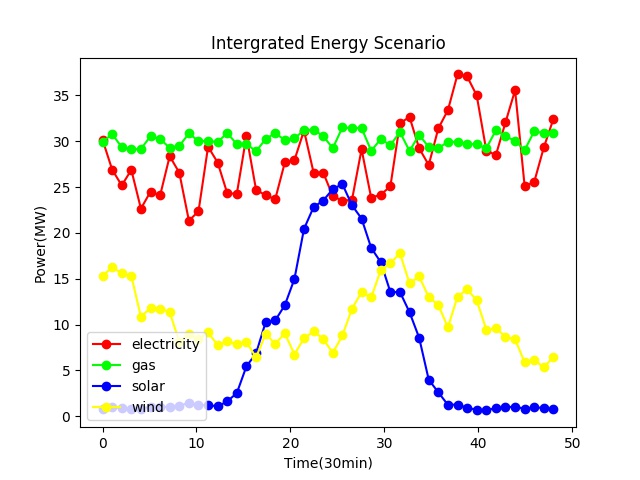 Intergrated Energy Scenario
Power(MW)
35
30
25
20
15
10
5
0
electricity
gas
solar
wind
0 10 20 30 40 50
Time(30min)